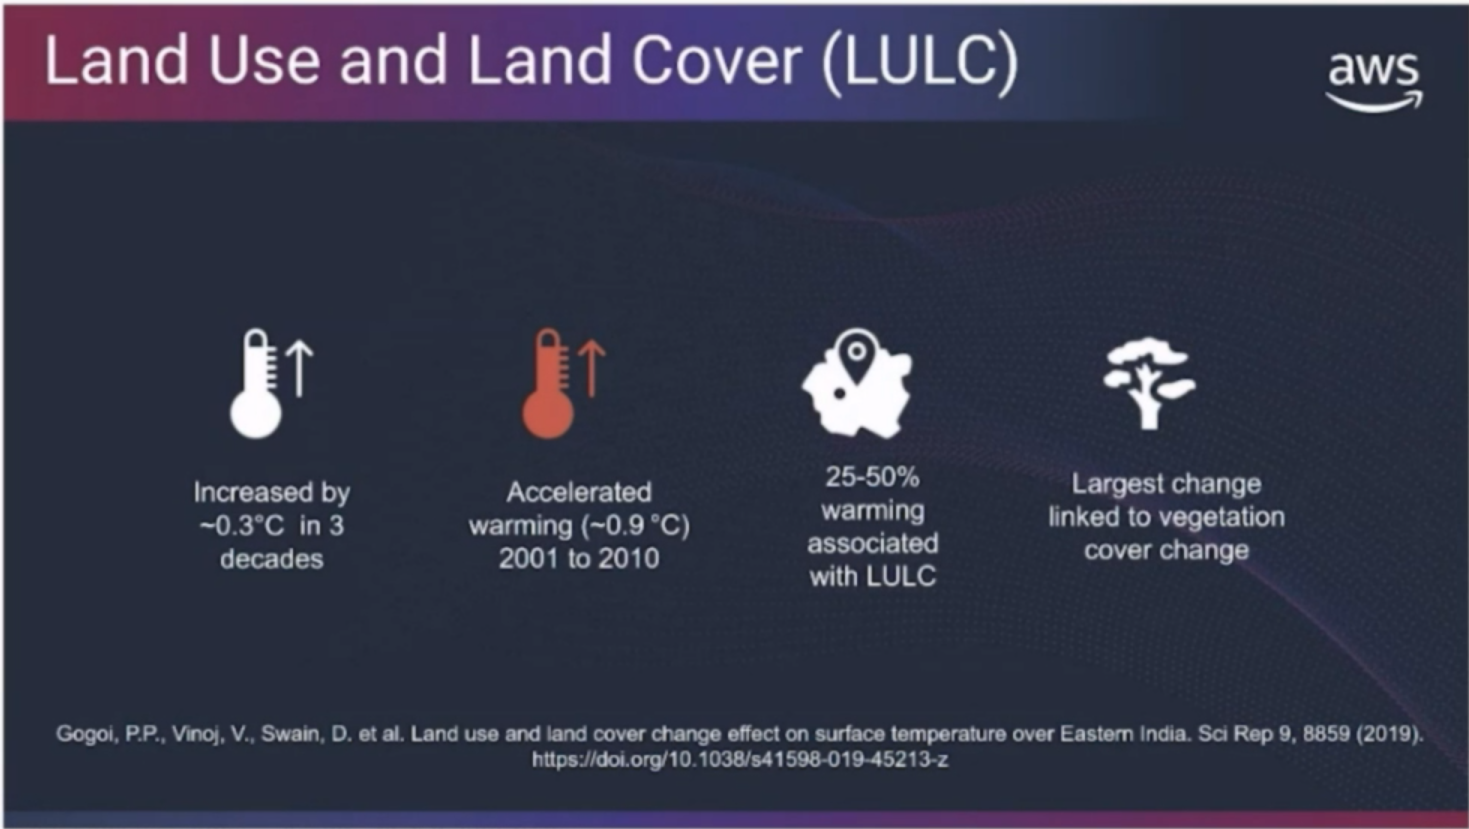 Land Use and Land Cover (LULC)
aws
Increased by
~0.3°C in 3
decades
Accelerated
warming (~0.9 °C)
2001 to 2010
25-50%
warming
associated
with LULC
Largest change
linked to vegetation
cover change
Gogoi, P.P., Vinoj, V., Swain, D. et al. Land use and land cover change effect on surface temperature over Eastern India. Sci Rep 9, 8859 (2019).
https://doi.org/10.1038/s41598-019-45213-z